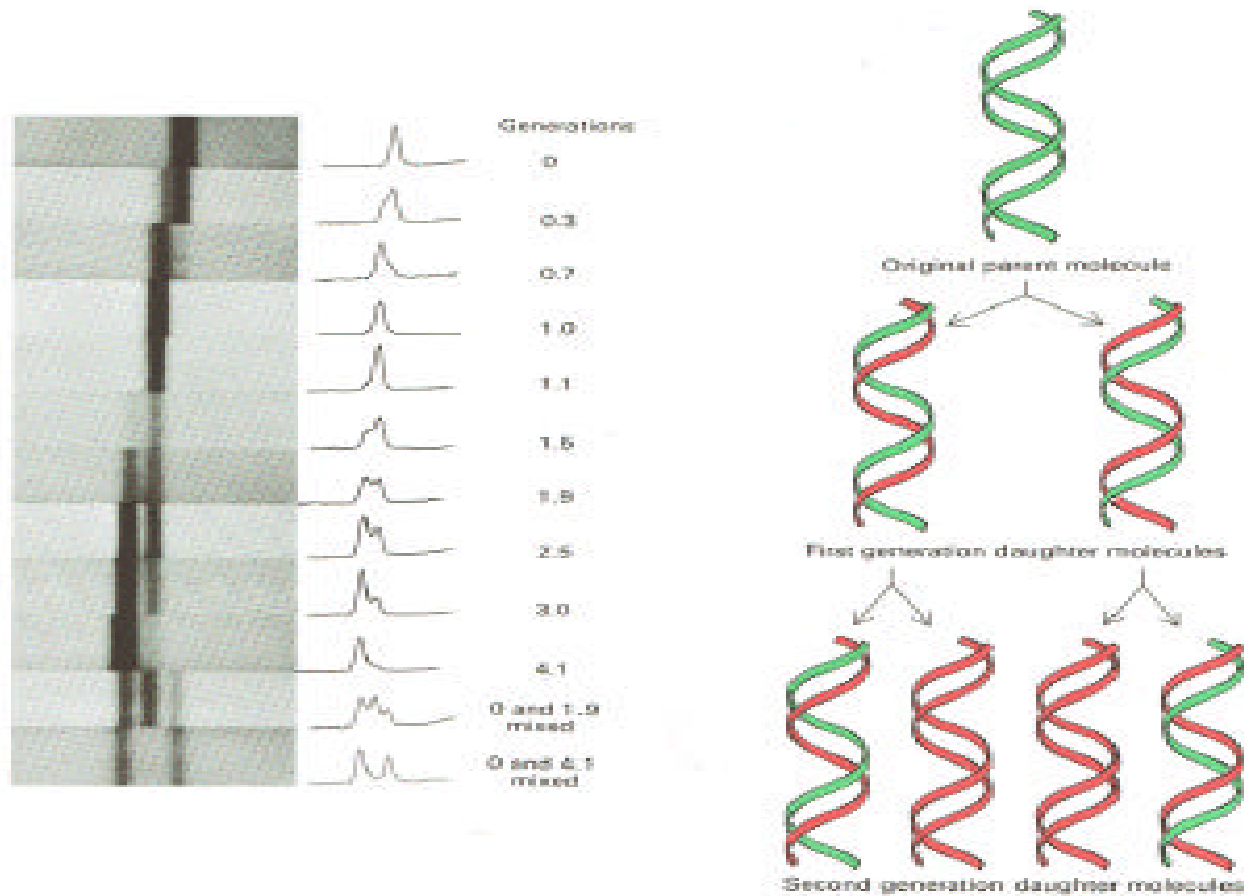 Generations
0
0.3
0.7
1.0
1.1
1.5
1.9
2.5
3.0
4.1
0 and 1.9
mixed
0 and 4.1
mixed
Original parent molecule
First generation daughter molecules
Second generation daughter molecules